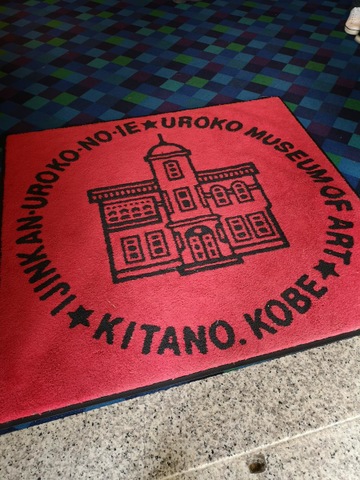 IJINKAN·UROKO·NO·IE★UROKO MUSEUM OF ART★
KITANO. KOBE★